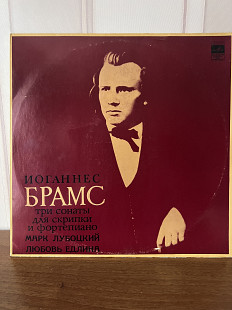 ИОГАННЕС
БРАМС
ТРИ СОНАТЫ
ДЛЯ СКРИПКИ
И ФОРТЕПИАНО
МАРК ЛУБОЦКИЙ
ЛЮБОВЬ ЕДЛИНА